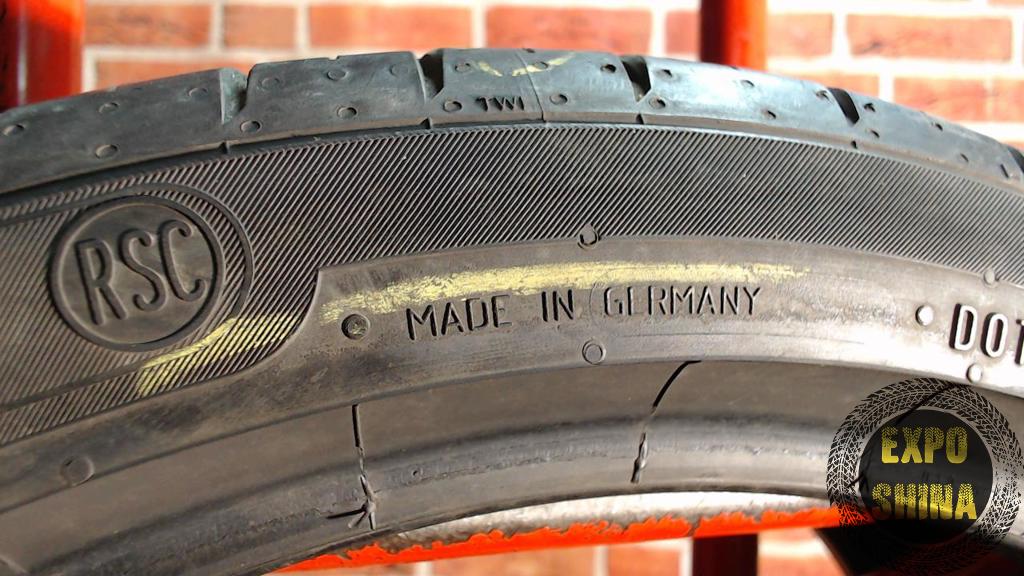 TWI
RSC
MADE IN GERMANY
DOT
EXPO
SHINA